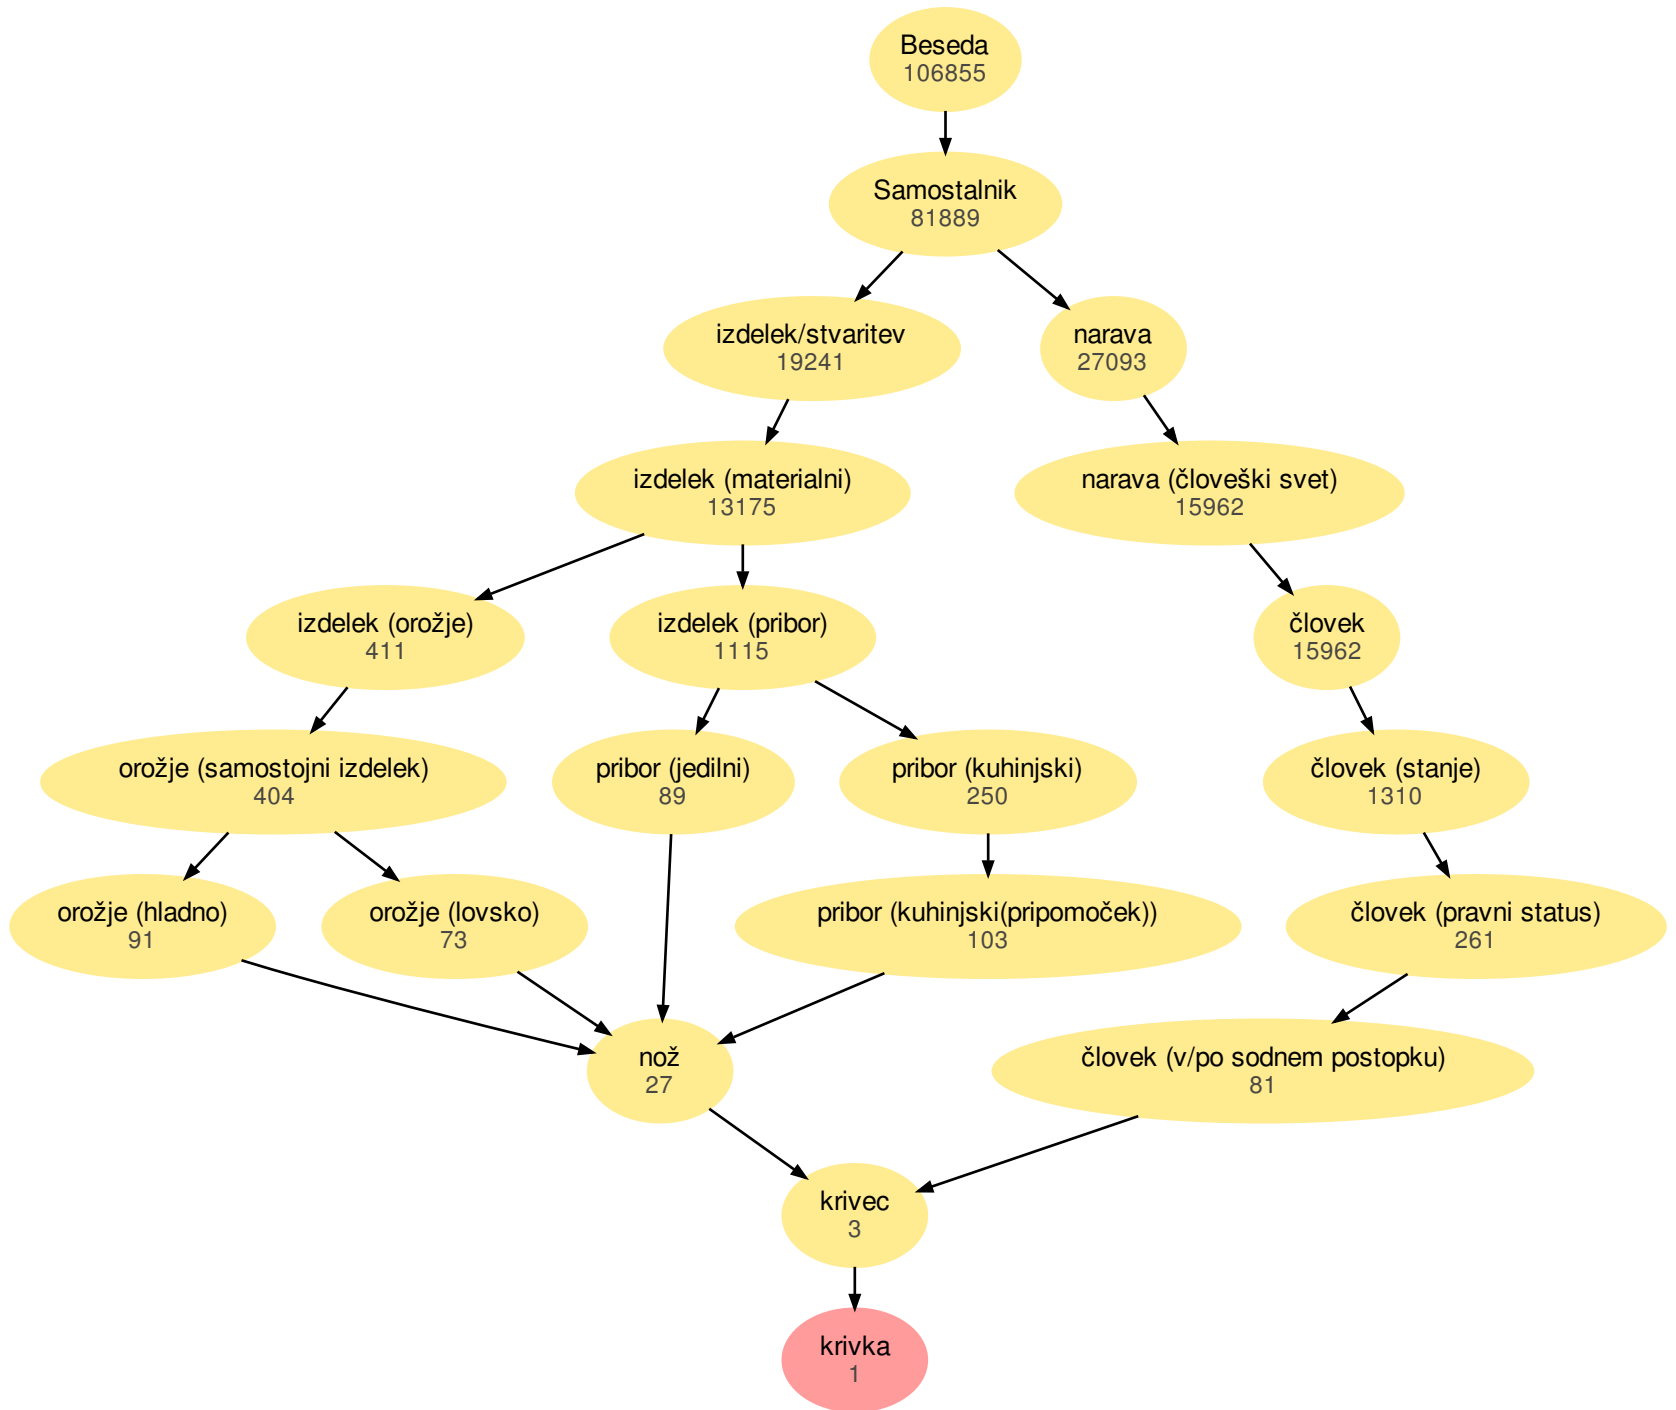 Beseda
106855
Samostalnik
81889
izdelek/stvaritev
19241
narava
27093
izdelek (materialni)
13175
narava (človeški svet)
15962
izdelek (orožje)
411
izdelek (pribor)
1115
človek
15962
orožje (samostojni izdelek)
404
pribor (jedilni)
89
pribor (kuhinjski)
250
človek (stanje)
1310
orožje (hladno)
91
orožje (lovsko)
73
pribor (kuhinjski(pripomoček))
103
človek (pravni status)
261
nož
27
človek (v/po sodnem postopku)
81
krivec
3
krivka
1